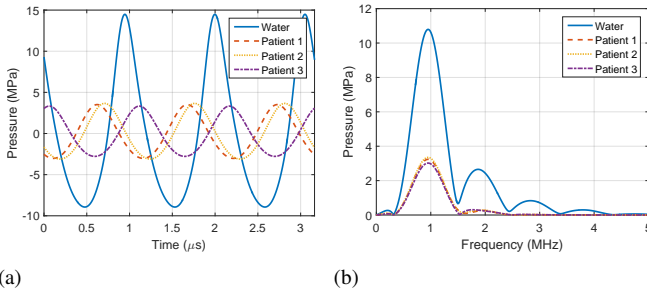 15
10
5
0
-5
-10
Pressure (MPa)
0
0.5
1
1.5
2
2.5
3
Time (μs)
Water
Patient 1
Patient 2
Patient 3
(a)
12
10
8
6
4
2
0
Pressure (MPa)
0
1
2
3
4
5
Frequency (MHz)
Water
Patient 1
Patient 2
Patient 3
(b)